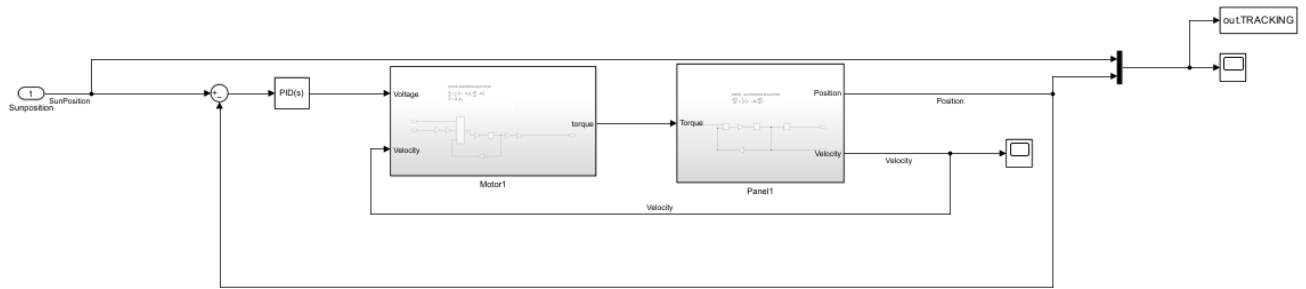 out.TRACKING
1
Sunposition
SunPosition
+
−
PID(s)
Voltage
Velocity
torque
Motor1
Torque
Position
Velocity
Panel1
Position
Velocity
Velocity